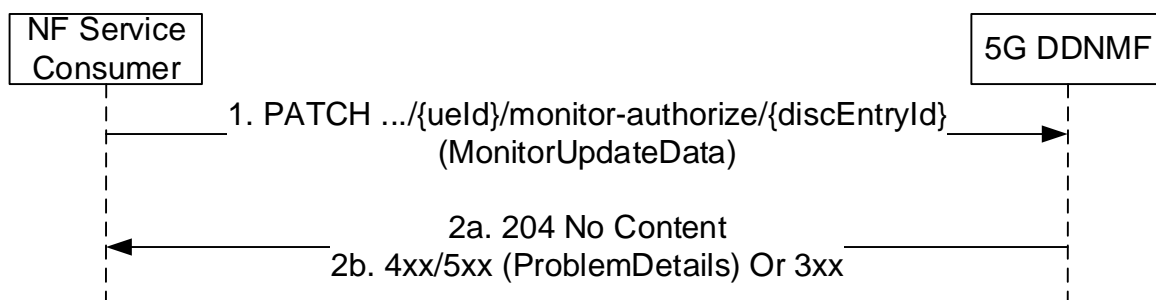 NF Service
Consumer
5G DDNMF
1. PATCH .../{ueId}/monitor-authorize/{discEntryId}
(MonitorUpdateData)
2a. 204 No Content
2b. 4xx/5xx (ProblemDetails) Or 3xx